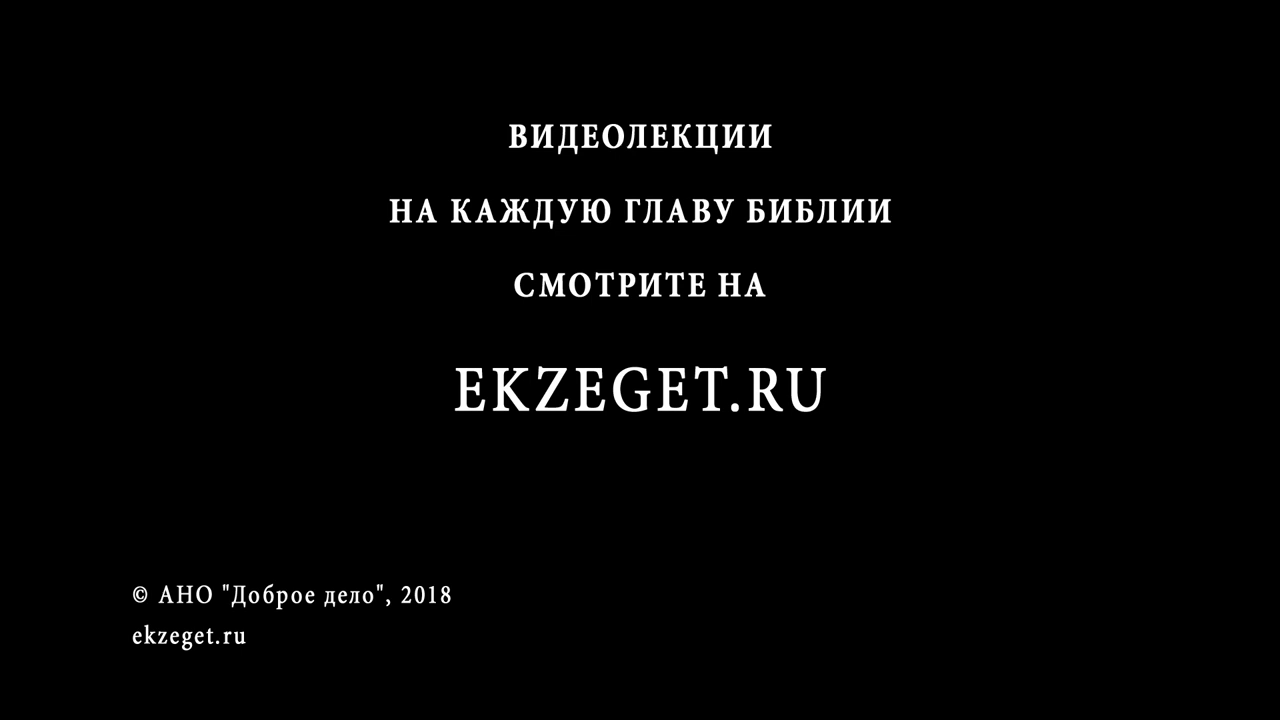 ВИДЕОЛЕКЦИИ
НА КАЖДУЮ ГЛАВУ БИБЛИИ
СМОТРИТЕ НА
EKZEGET.RU
© АНО "Доброе дело", 2018
ekzeget.ru